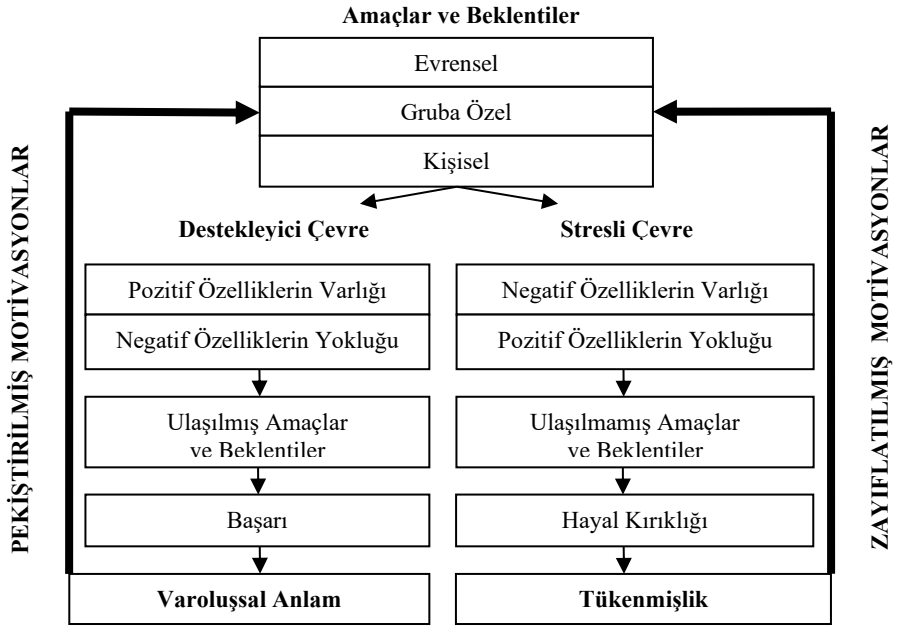 Amaçlar ve Beklentiler
Evrensel
Gruba Özel
Kişisel
PEKİŞTİRİLMİŞ MOTİVASYONLAR
Destekleyici Çevre
Pozitif Özelliklerin Varlığı
Negatif Özelliklerin Yokluğu
Ulaşılmış Amaçlar
ve Beklentiler
Başarı
Varoluşsal Anlam
Stresli Çevre
Negatif Özelliklerin Varlığı
Pozitif Özelliklerin Yokluğu
Ulaşılmamış Amaçlar
ve Beklentiler
Hayal Kırıklığı
Tükenmişlik
ZAYIFLATILMIŞ MOTİVASYONLAR